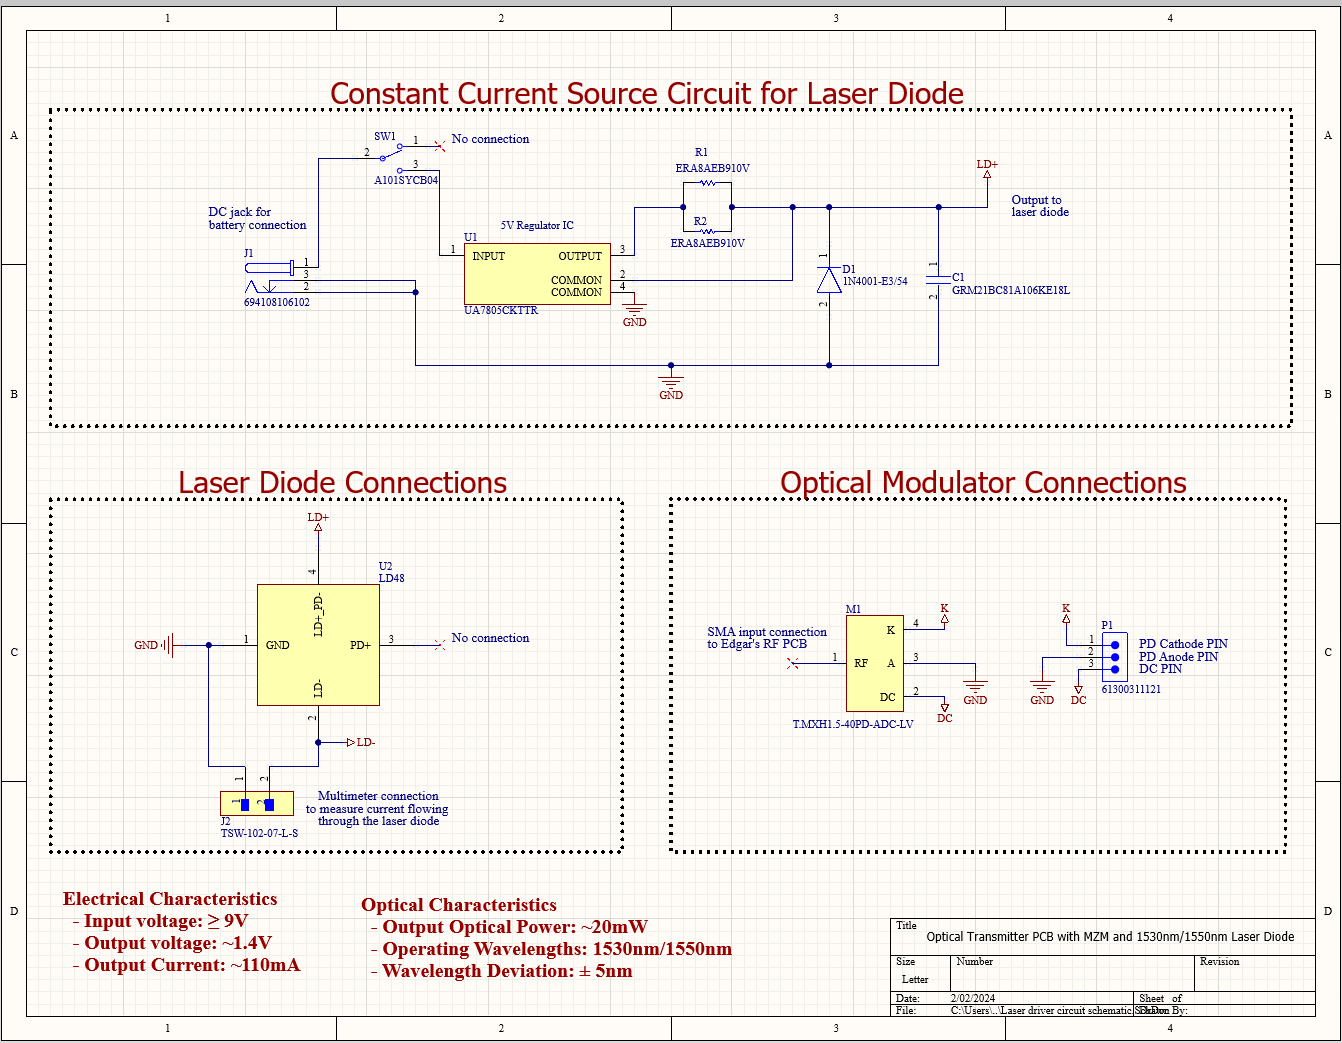 1 2 3 4
A A
B B
C C
D D
Constant Current Source Circuit for Laser Diode
SW1
1
No connection
2
3
A101SYCB04
DC jack for
battery connection
J1
1
3
2
694108106102
5V Regulator IC
U1
1
INPUT
OUTPUT
3
COMMON
2
COMMON
4
UA7805CKTTR
GND
R1
ERA8AEB910V
R2
ERA8AEB910V
LD+
Output to
laser diode
1
D1
1N4001-E3/54
2
1
C1
GRM21BC81A106KE18L
2
GND
Laser Diode Connections
LD+
4
U2
LD48
LD+_PD-
GND
1
GND
PD+
3
No connection
LD-
2
LD-
1
2
1
2
J2
TSW-102-07-L-S
Multimeter connection
to measure current flowing
through the laser diode
Optical Modulator Connections
SMA input connection
to Edgar's RF PCB
M1
1
RF
K
4
K
A
3
GND
DC
2
DC
T.MXH1.5-40PD-ADC-LV
K
P1
1
2
3
PD Cathode PIN
PD Anode PIN
DC PIN
GND
DC
61300311121
Electrical Characteristics
- Input voltage: ≥ 9V
- Output voltage: ~1.4V
- Output Current: ~110mA
Optical Characteristics
- Output Optical Power: ~20mW
- Operating Wavelengths: 1530nm/1550nm
- Wavelength Deviation: ± 5nm
Title
Optical Transmitter PCB with MZM and 1530nm/1550nm Laser Diode
Size
Number
Revision
Letter
Date:
2/02/2024
Sheet of
File:
C:\Users\..\Laser driver circuit schematic
By:
1 2 3 4